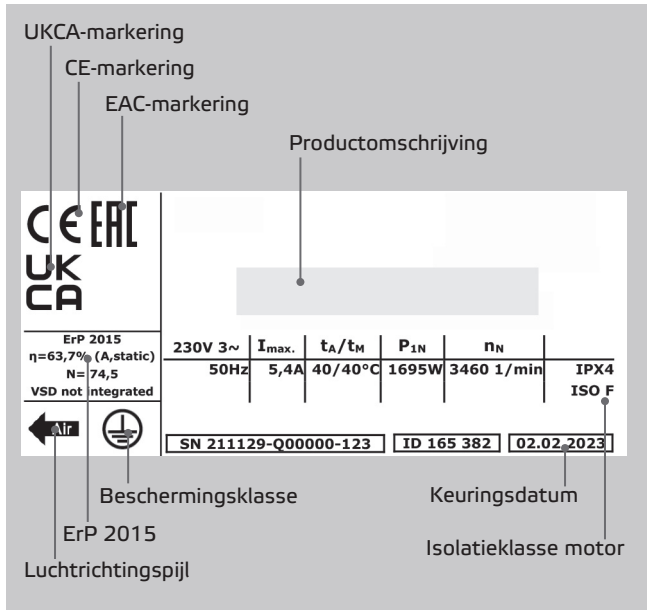 UKCA-markering
CE-markering
EAC-markering
Productomschrijving
CE EAC
UK
CA
ErP 2015
η=63,7% (A,static)
N= 74,5
VSD not integrated
230V 3~ Imax. tA/tM P1N nN
50Hz 5,4A 40/40°C 1695W 3460 1/min IPX4
ISO F
Air
SN 211129-Q00000-123 ID 165 382 02.02.2023
Beschermingsklasse
Keuringsdatum
ErP 2015
Isolatieklasse motor
Luchtrichtingspijl